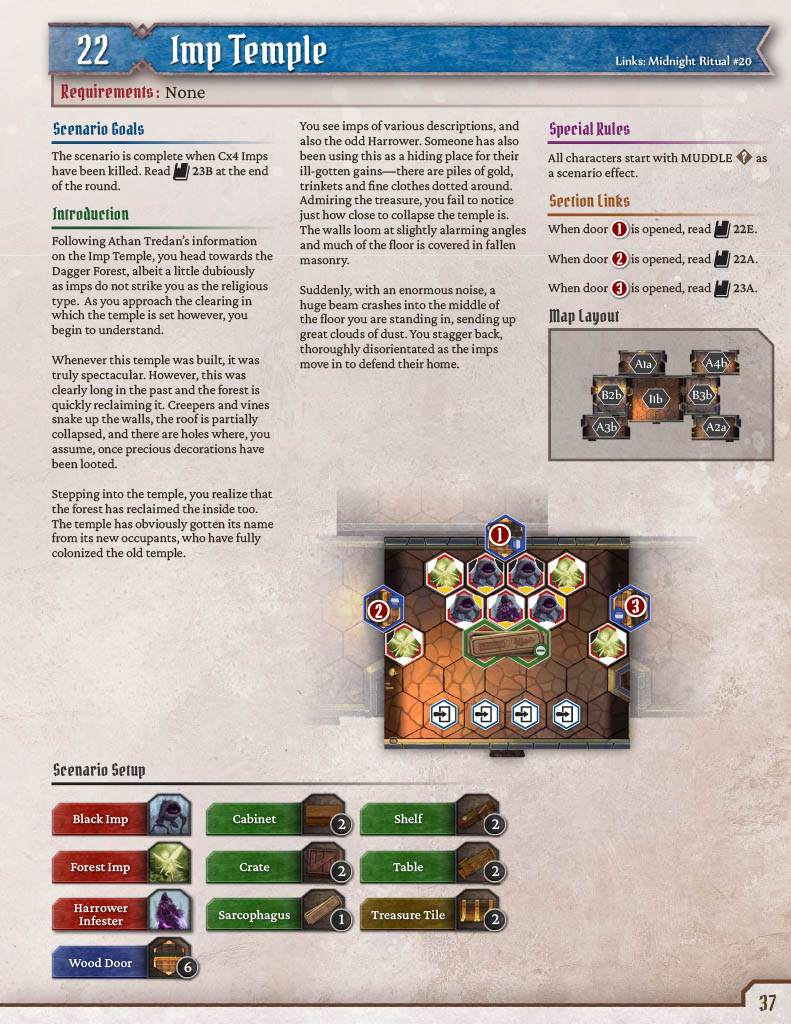 22 Imp Temple
Links: Midnight Ritual #20
Requirements: None
Scenario Goals
The scenario is complete when Cx4 Imps
have been killed. Read 23B at the end
of the round.
Introduction
Following Athan Tredan's information
on the Imp Temple, you head towards the
Dagger Forest, albeit a little dubiously
as imps do not strike you as the religious
type. As you approach the clearing in
which the temple is set however, you
begin to understand.
Whenever this temple was built, it was
truly spectacular. However, this was
clearly long in the past and the forest is
quickly reclaiming it. Creepers and vines
snake up the walls, the roof is partially
collapsed, and there are holes where, you
assume, once precious decorations have
been looted.
Stepping into the temple, you realize that
the forest has reclaimed the inside too.
The temple has obviously gotten its name
from its new occupants, who have fully
colonized the old temple.
You see imps of various descriptions, and
also the odd Harrower. Someone has also
been using this as a hiding place for their
ill-gotten gains—there are piles of gold,
trinkets and fine clothes dotted around.
Admiring the treasure, you fail to notice
just how close to collapse the temple is.
The walls loom at slightly alarming angles
and much of the floor is covered in fallen
masonry.
Suddenly, with an enormous noise, a
huge beam crashes into the middle of
the floor you are standing in, sending up
great clouds of dust. You stagger back,
thoroughly disorientated as the imps
move in to defend their home.
Special Rules
All characters start with MUDDLE ? as
a scenario effect.
Section Links
When door 1 is opened, read 22E.
When door 2 is opened, read 22A.
When door 3 is opened, read 23A.
Map Layout
A1a A4b
B2b I1b B3b
A3b A2a
1
2 3
Scenario Setup
Black Imp
Cabinet 2
Shelf 2
Forest Imp
Crate 2
Table 2
Harrower
Infester
Sarcophagus 1
Treasure Tile 2
Wood Door 6
37